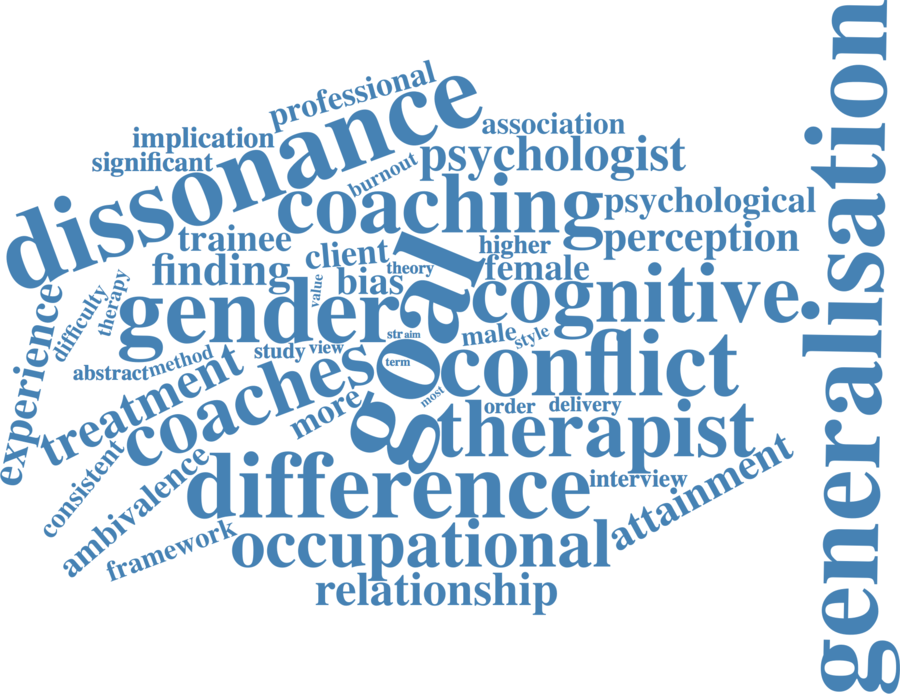 professional
dissonance
implication
association
significant
burnout
psychologist
coaching
psychological
trainee
client
higher
perception
finding
bias
theory
female
experience
difficulty
therapy
value
gender
goal
cognitive
str
aim
male
style
study
view
abstract
method
term
conflict
treatment
coaches
more
most
order
delivery
therapist
consistent
ambivalence
difference
interview
attainment
framework
occupational
relationship
generalisation